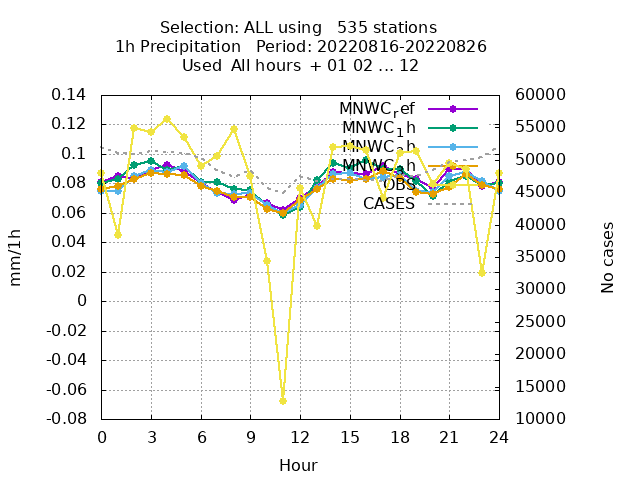 Selection: ALL using 535 stations
1h Precipitation Period: 20220816-20220826
Used All hours + 01 02 ... 12
0.14
0.12
0.1
0.08
0.06
0.04
0.02
0
-0.02
-0.04
-0.06
-0.08
mm/1h
MNWC_ref
MNWC_1h
MNWC_2h
MNWC_3h
OBS
CASES
60000
55000
50000
45000
40000
35000
30000
25000
20000
15000
10000
No cases
0 3 6 9 12 15 18 21 24
Hour